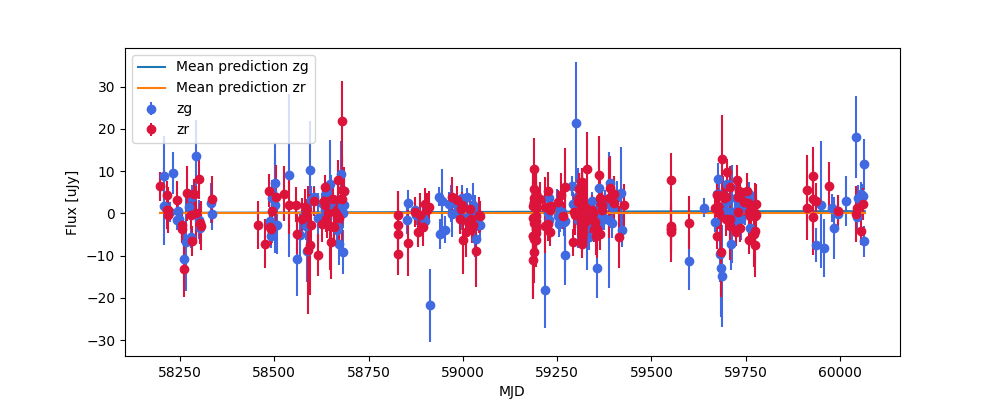 Mean prediction zg
Mean prediction zr
zg
zr
Flux [uJy]
30
20
10
0
−10
−20
−30
58250
58500
58750
59000
59250
59500
59750
60000
MJD